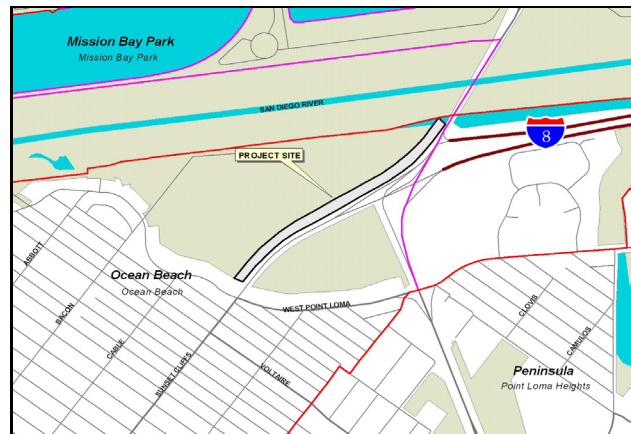 Mission Bay Park
Mission Bay Park
SAN DIEGO RIVER
8
PROJECT SITE
ABBOTT
Ocean Beach
Ocean Beach
BACON
CABLE
SUNSET CLIFFS
WEST POINT LOMA
VOLTAIRE
CLOVIS
CAMULOS
Peninsula
Point Loma Heights